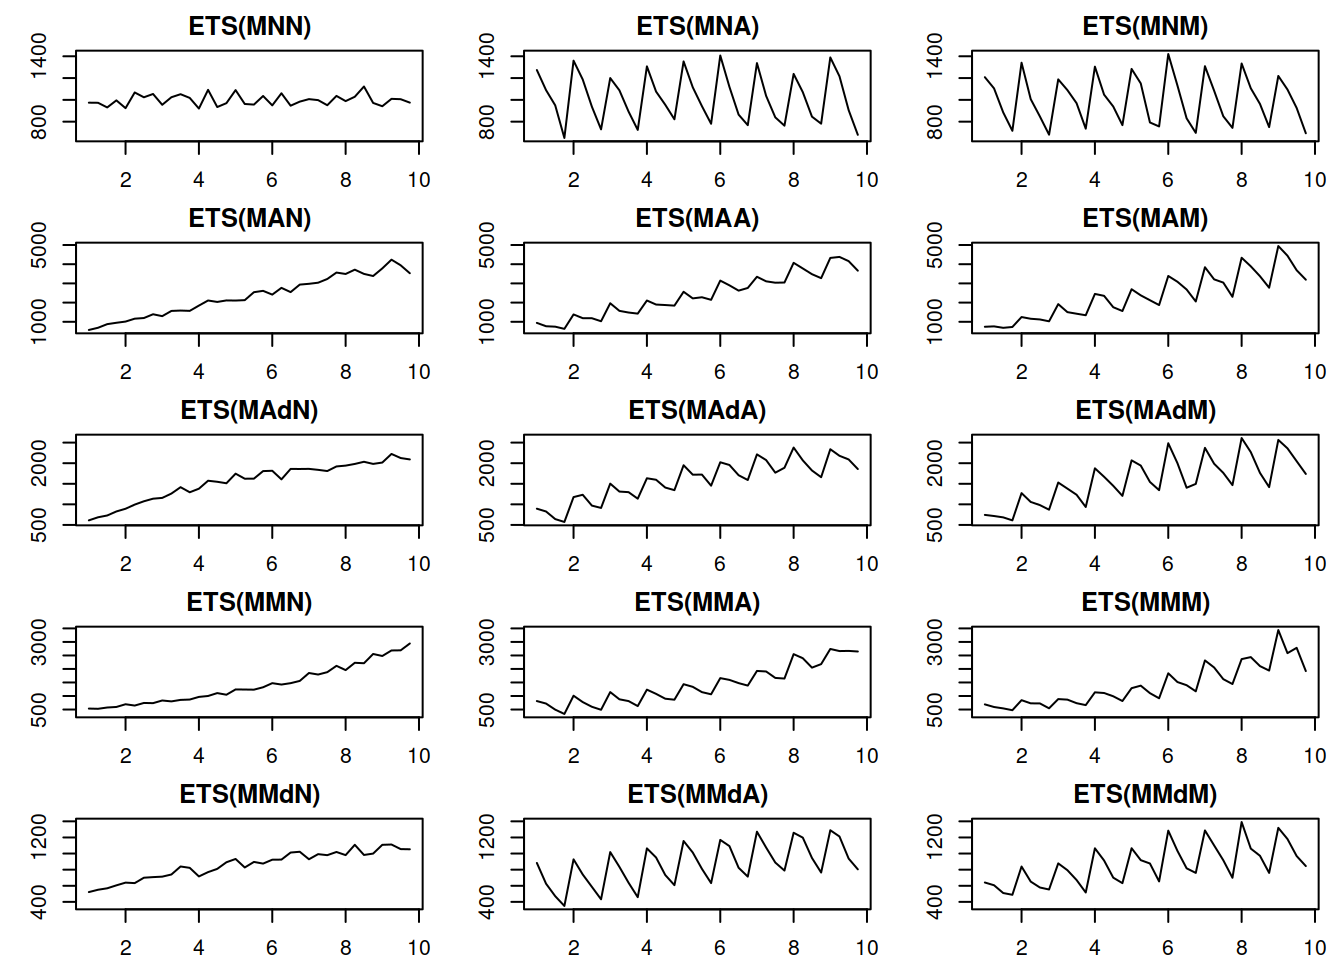 ETS(MNN) ETS(MNA) ETS(MNM)
1400 1400 1400
800 800 800
2 4 6 8 10 2 4 6 8 10 2 4 6 8 10
ETS(MAN) ETS(MAA) ETS(MAM)
5000 5000 5000
1000 1000 1000
2 4 6 8 10 2 4 6 8 10 2 4 6 8 10
ETS(MAdN) ETS(MAdA) ETS(MAdM)
2000 2000 2000
500 500 500
2 4 6 8 10 2 4 6 8 10 2 4 6 8 10
ETS(MMN) ETS(MMA) ETS(MMM)
3000 3000 3000
500 500 500
2 4 6 8 10 2 4 6 8 10 2 4 6 8 10
ETS(MMdN) ETS(MMdA) ETS(MMdM)
1200 1200 1200
400 400 400
2 4 6 8 10 2 4 6 8 10 2 4 6 8 10